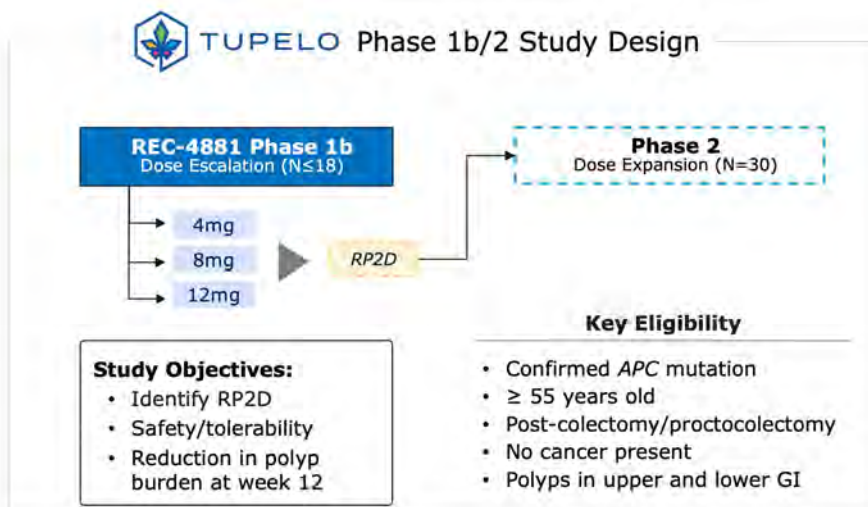 TUPELO Phase 1b/2 Study Design
REC-4881 Phase 1b
Dose Escalation (N≤18)
Phase 2
Dose Expansion (N=30)
4mg
8mg
12mg
RP2D
Study Objectives:
• Identify RP2D
• Safety/tolerability
• Reduction in polyp
burden at week 12
Key Eligibility
• Confirmed APC mutation
• ≥ 55 years old
• Post-colectomy/proctocolectomy
• No cancer present
• Polyps in upper and lower GI